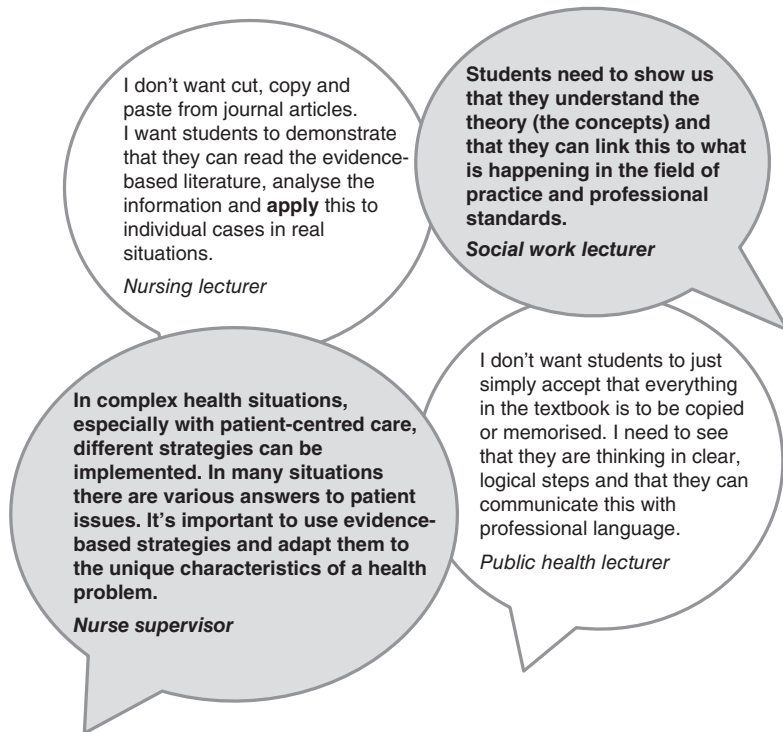 I don't want cut, copy and
paste from journal articles.
I want students to demonstrate
that they can read the evidence-
based literature, analyse the
information and apply this to
individual cases in real
situations.
Nursing lecturer
Students need to show us
that they understand the
theory (the concepts) and
that they can link this to what
is happening in the field of
practice and professional
standards.
Social work lecturer
In complex health situations,
especially with patient-centred care,
different strategies can be
implemented. In many situations
there are various answers to patient
issues. It's important to use evidence-
based strategies and adapt them to
the unique characteristics of a health
problem.
Nurse supervisor
I don't want students to just
simply accept that everything
in the textbook is to be copied
or memorised. I need to see
that they are thinking in clear,
logical steps and that they can
communicate this with
professional language.
Public health lecturer